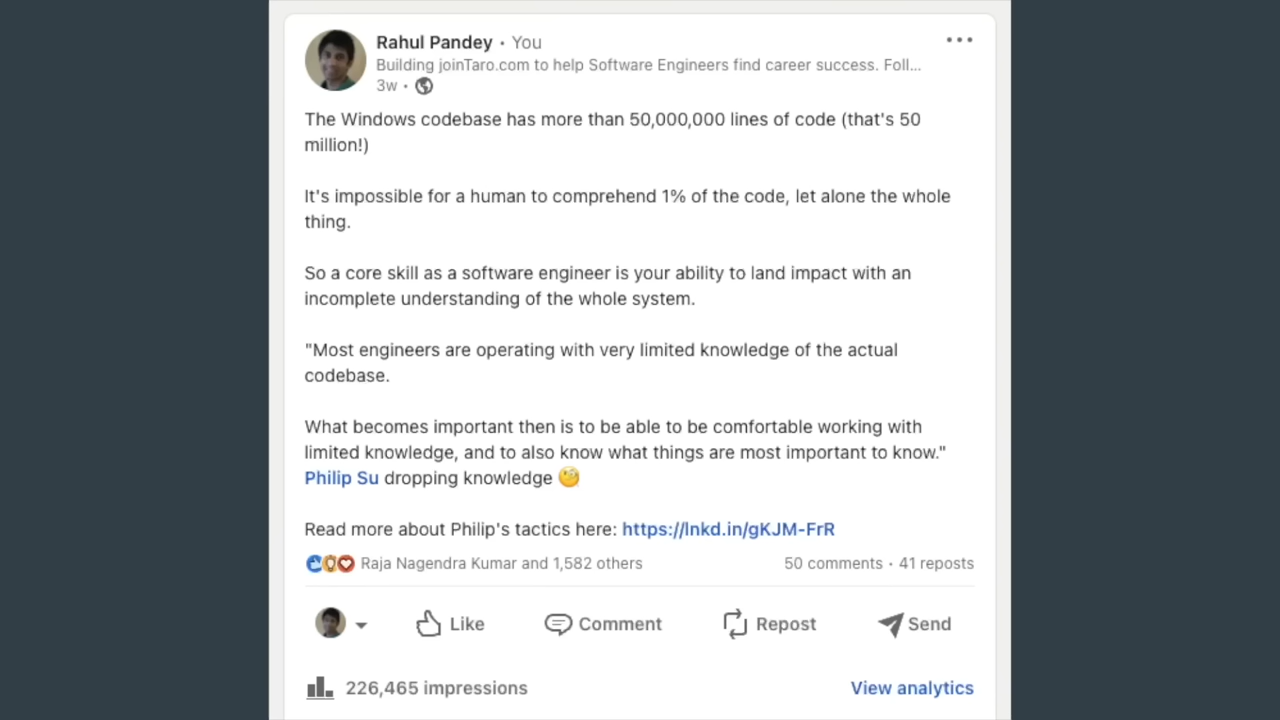 Rahul Pandey • You
Building joinTaro.com to help Software Engineers find career success. Foll...
3w •
The Windows codebase has more than 50,000,000 lines of code (that's 50
million!)
It's impossible for a human to comprehend 1% of the code, let alone the whole
thing.
So a core skill as a software engineer is your ability to land impact with an
incomplete understanding of the whole system.
"Most engineers are operating with very limited knowledge of the actual
codebase.
What becomes important then is to be able to be comfortable working with
limited knowledge, and to also know what things are most important to know."
Philip Su dropping knowledge 🧐
Read more about Philip's tactics here: https://lnkd.in/gKJM-FrR
Raja Nagendra Kumar and 1,582 others 50 comments • 41 reposts
Like Comment Repost Send
226,465 impressions View analytics